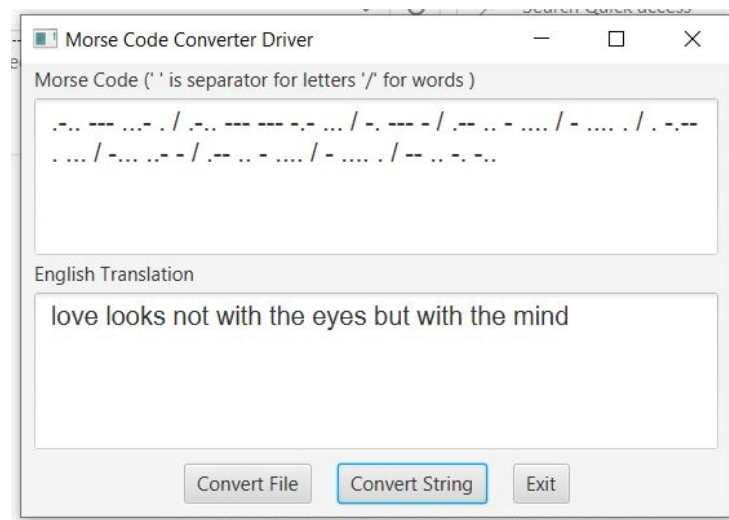 Search Quick access
Morse Code Converter Driver
Morse Code (' ' is separator for letters '/' for words )
.-.. --- ...- . / .-.. --- --- -.- ... / -. --- - / .-- .. - .... / - .... . / . -.--
. ... / -... ..- - / .-- .. - .... / - .... . / -- .. -. -..
English Translation
love looks not with the eyes but with the mind
Convert File Convert String Exit